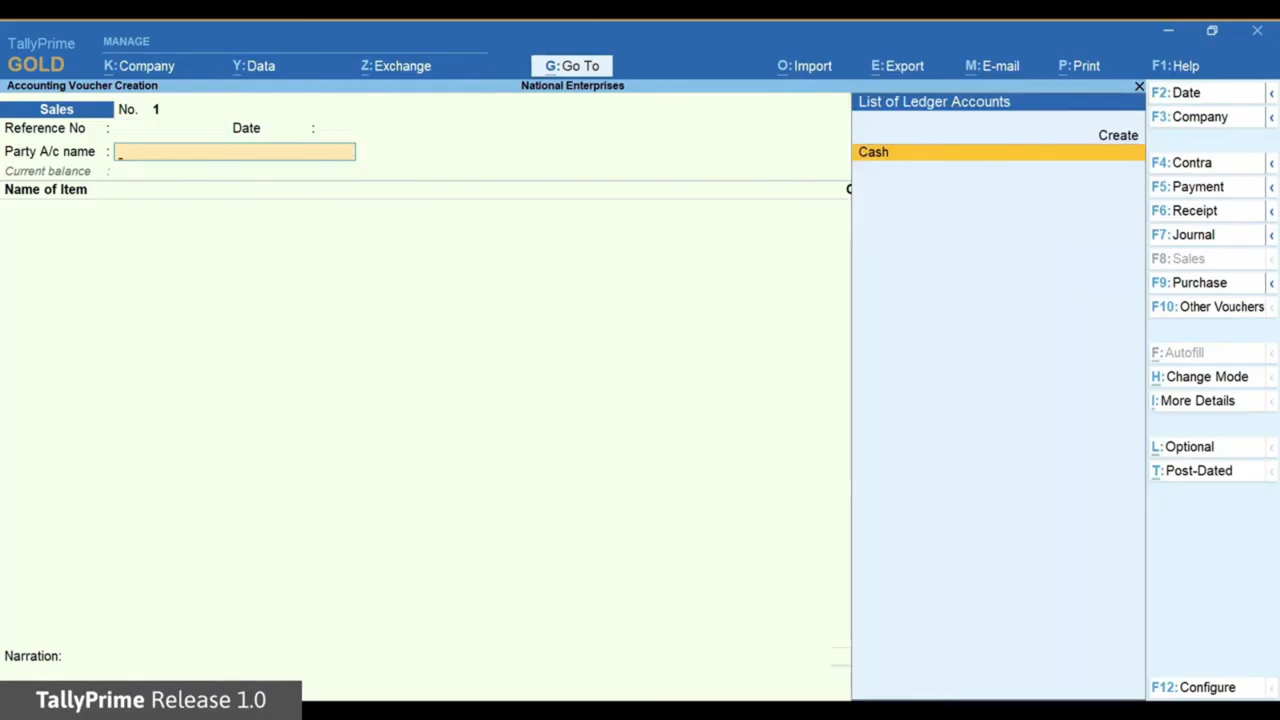 TallyPrime
MANAGE
GOLD
K:Company
Y:Data
Z:Exchange
G:Go To
O:Import
E:Export
M:E-mail
P:Print
F1:Help
Accounting Voucher Creation
National Enterprises
Sales No. 1
Reference No :
Date :
Party A/c name :
Current balance :
Name of Item
List of Ledger Accounts
Create
Cash
F2:Date
F3:Company
F4:Contra
F5:Payment
F6:Receipt
F7:Journal
F8:Sales
F9:Purchase
F10:Other Vouchers
F:Autofill
H:Change Mode
I:More Details
L:Optional
T:Post-Dated
F12:Configure
Narration:
TallyPrime Release 1.0